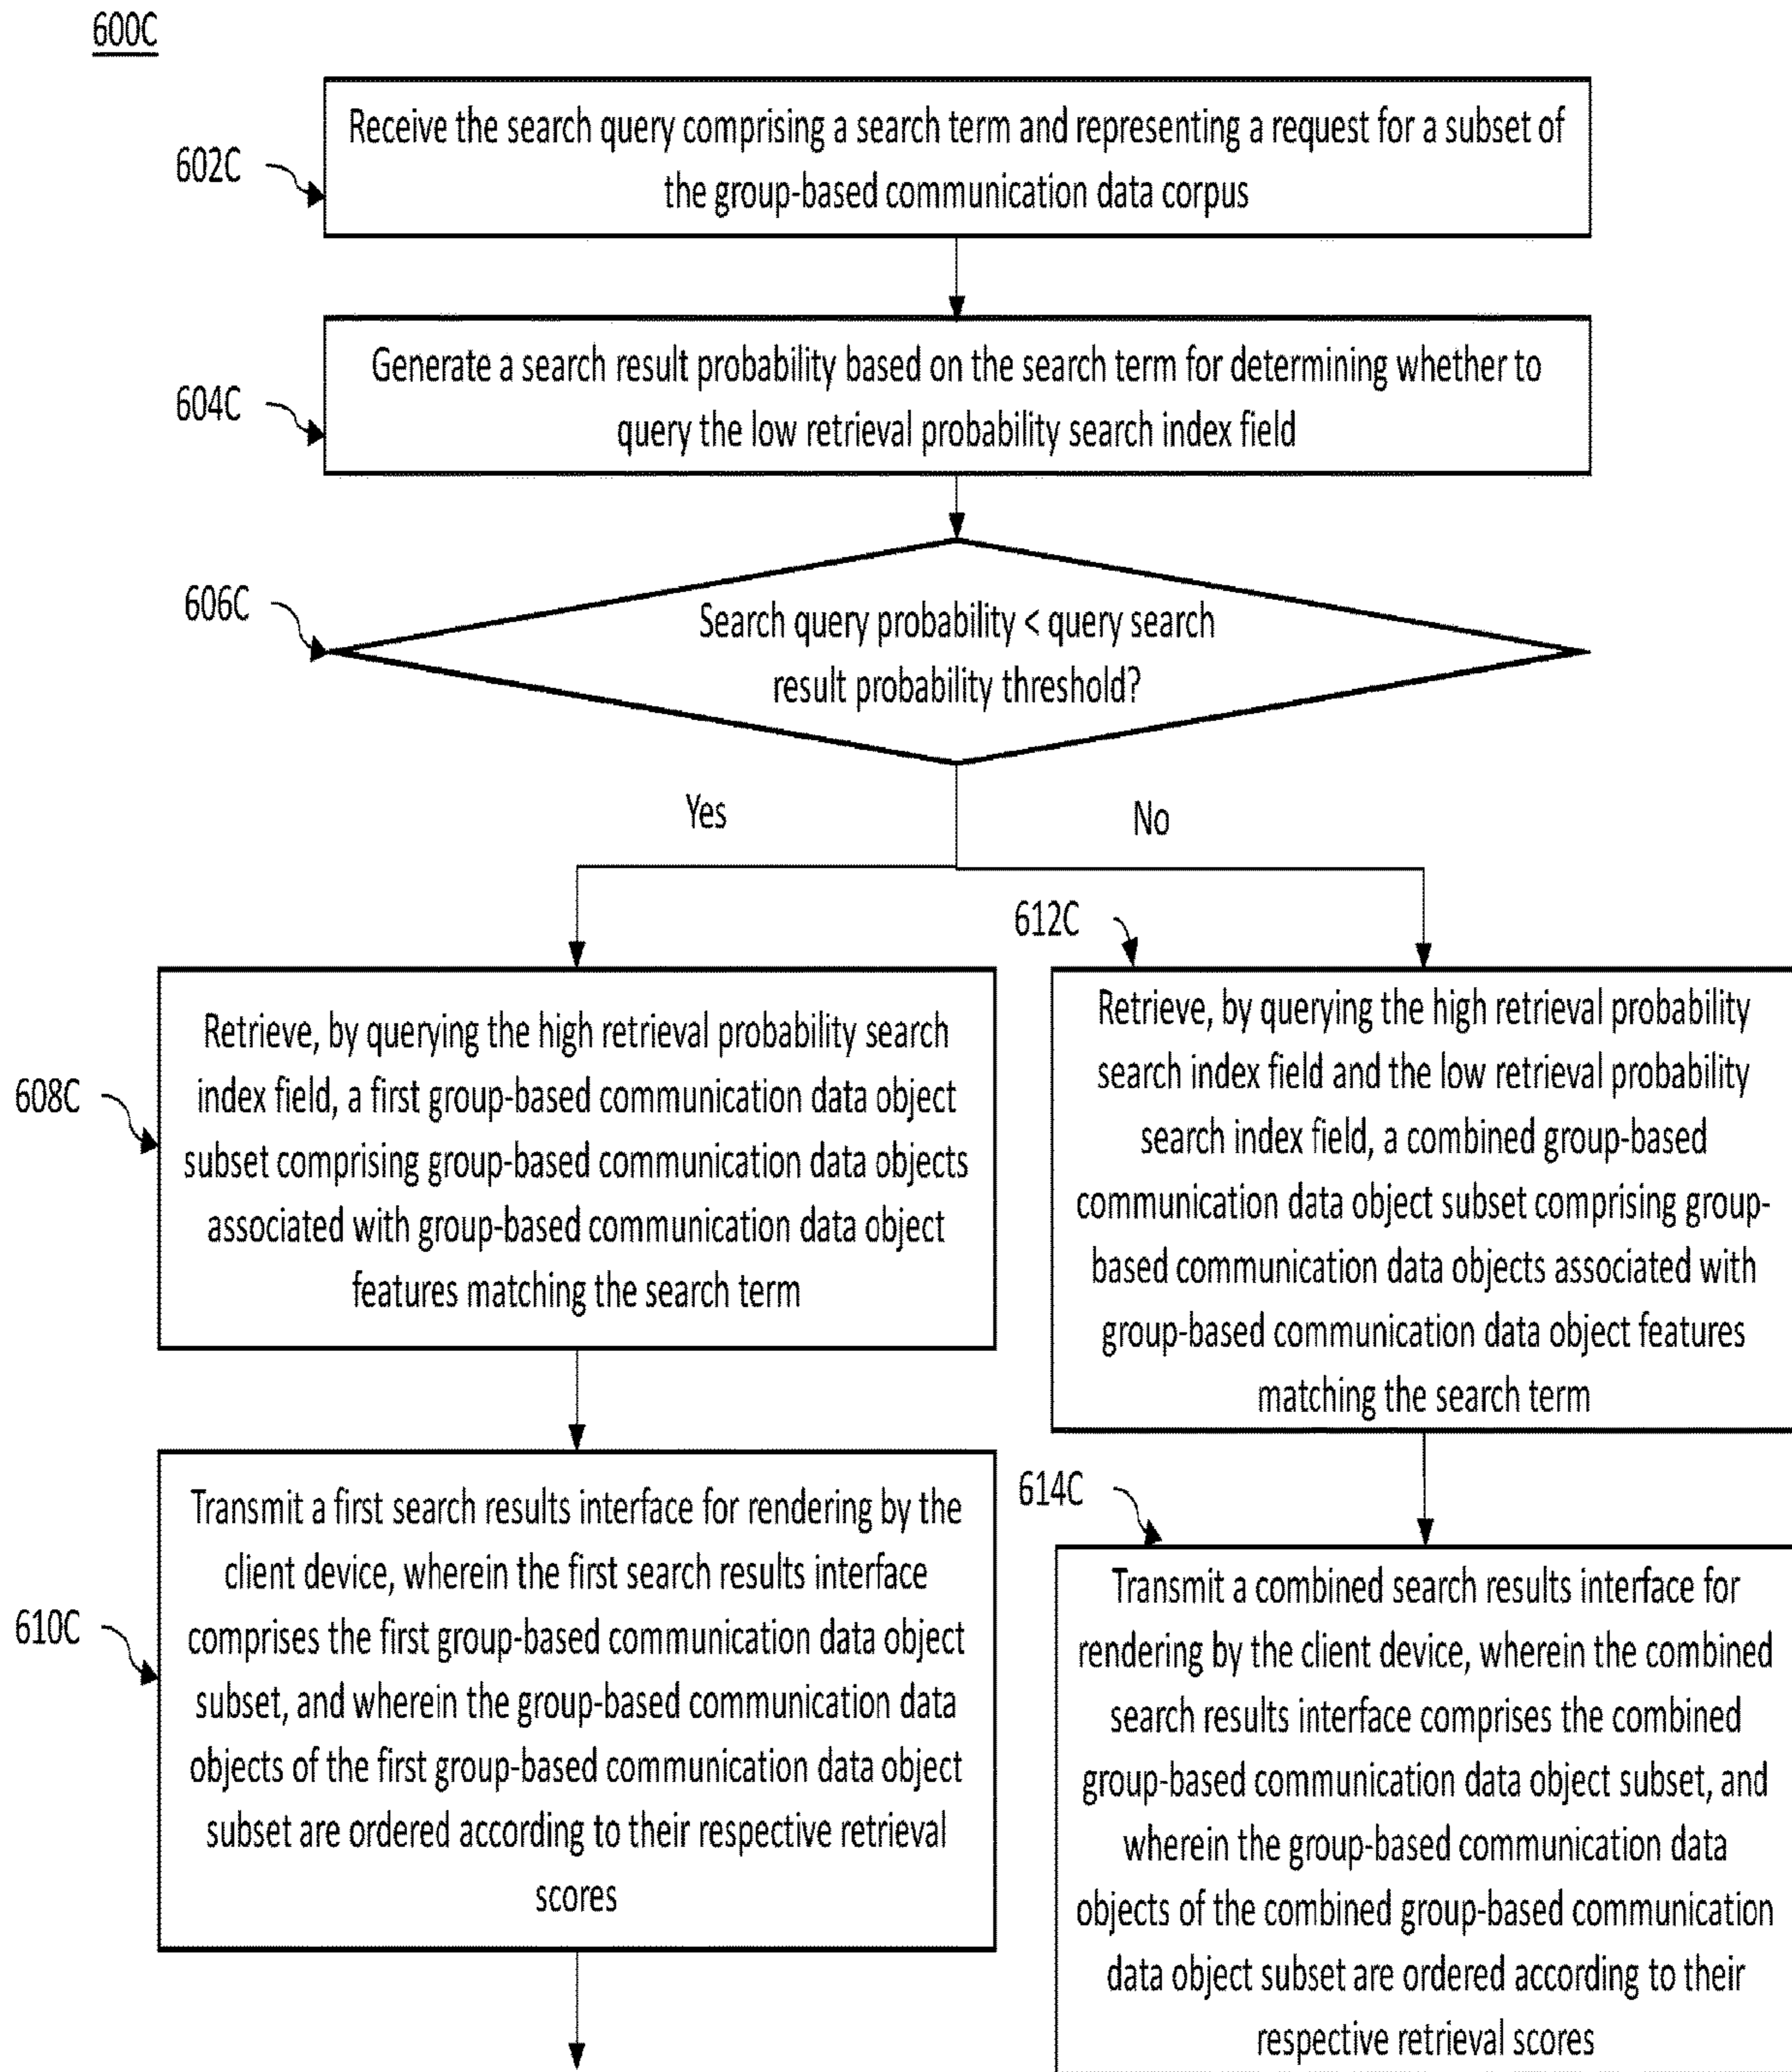 600C
602C
Receive the search query comprising a search term and representing a request for a subset of
the group-based communication data corpus
604C
Generate a search result probability based on the search term for determining whether to
query the low retrieval probability search index field
606C
Search query probability < query search
result probability threshold?
Yes
No
608C
Retrieve, by querying the high retrieval probability search
index field, a first group-based communication data object
subset comprising group-based communication data objects
associated with group-based communication data object
features matching the search term
612C
Retrieve, by querying the high retrieval probability
search index field and the low retrieval probability
search index field, a combined group-based
communication data object subset comprising group-
based communication data objects associated with
group-based communication data object features
matching the search term
610C
Transmit a first search results interface for rendering by the
client device, wherein the first search results interface
comprises the first group-based communication data object
subset, and wherein the group-based communication data
objects of the first group-based communication data object
subset are ordered according to their respective retrieval
scores
614C
Transmit a combined search results interface for
rendering by the client device, wherein the combined
search results interface comprises the combined
group-based communication data object subset, and
wherein the group-based communication data
objects of the combined group-based communication
data object subset are ordered according to their
respective retrieval scores